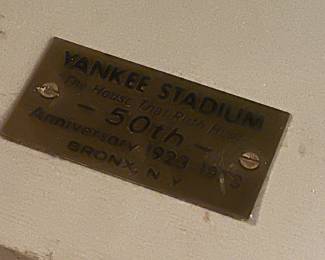 YANKEE STADIUM
"The House That Ruth Built"
- 50th -
Anniversary 1923-1973
BRONX, N.Y.